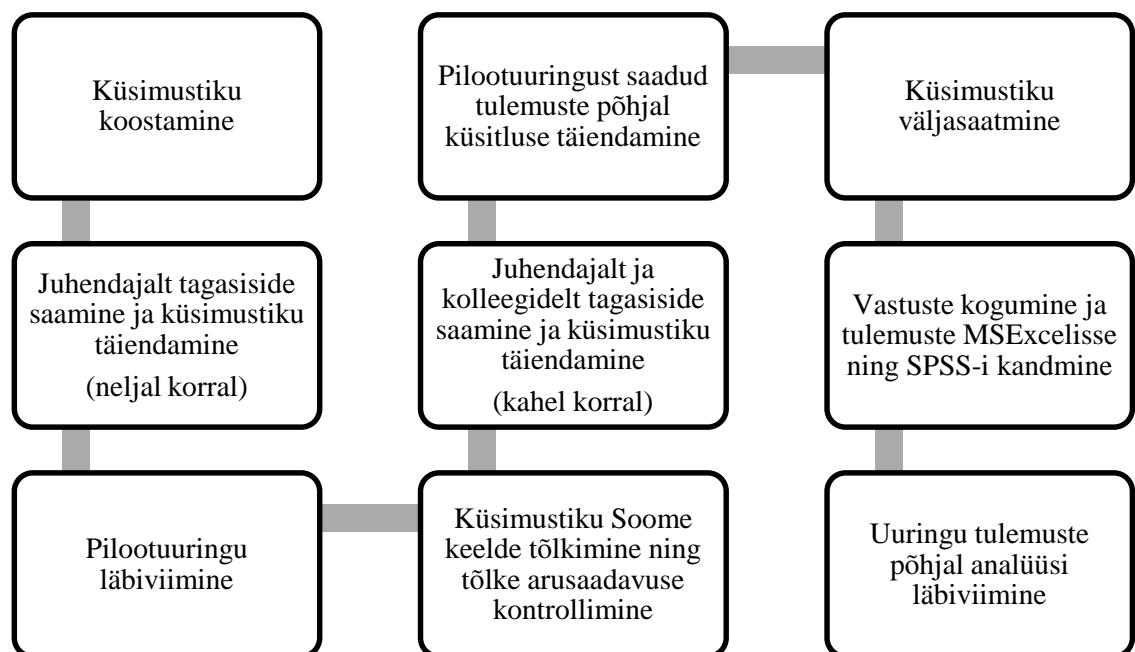 Küsimustiku
koostamine
Juhendajalt tagasiside
saamine ja küsimustiku
täiendamine
(neljal korral)
Pilootuuringu
läbiviimine
Küsimustiku Soome
keelde tõlkimine ning
tõlke arusaadavuse
kontrollimine
Juhendajalt ja
kolleegidelt tagasiside
saamine ja küsimustiku
täiendamine
(kahel korral)
Pilootuuringust saadud
tulemuste põhjal
küsitluse täiendamine
Küsimustiku
väljasaatmine
Vastuste kogumine ja
tulemuste MSExcelisse
ning SPSS-i kandmine
Uuringu tulemuste
põhjal analüüsi
läbiviimine